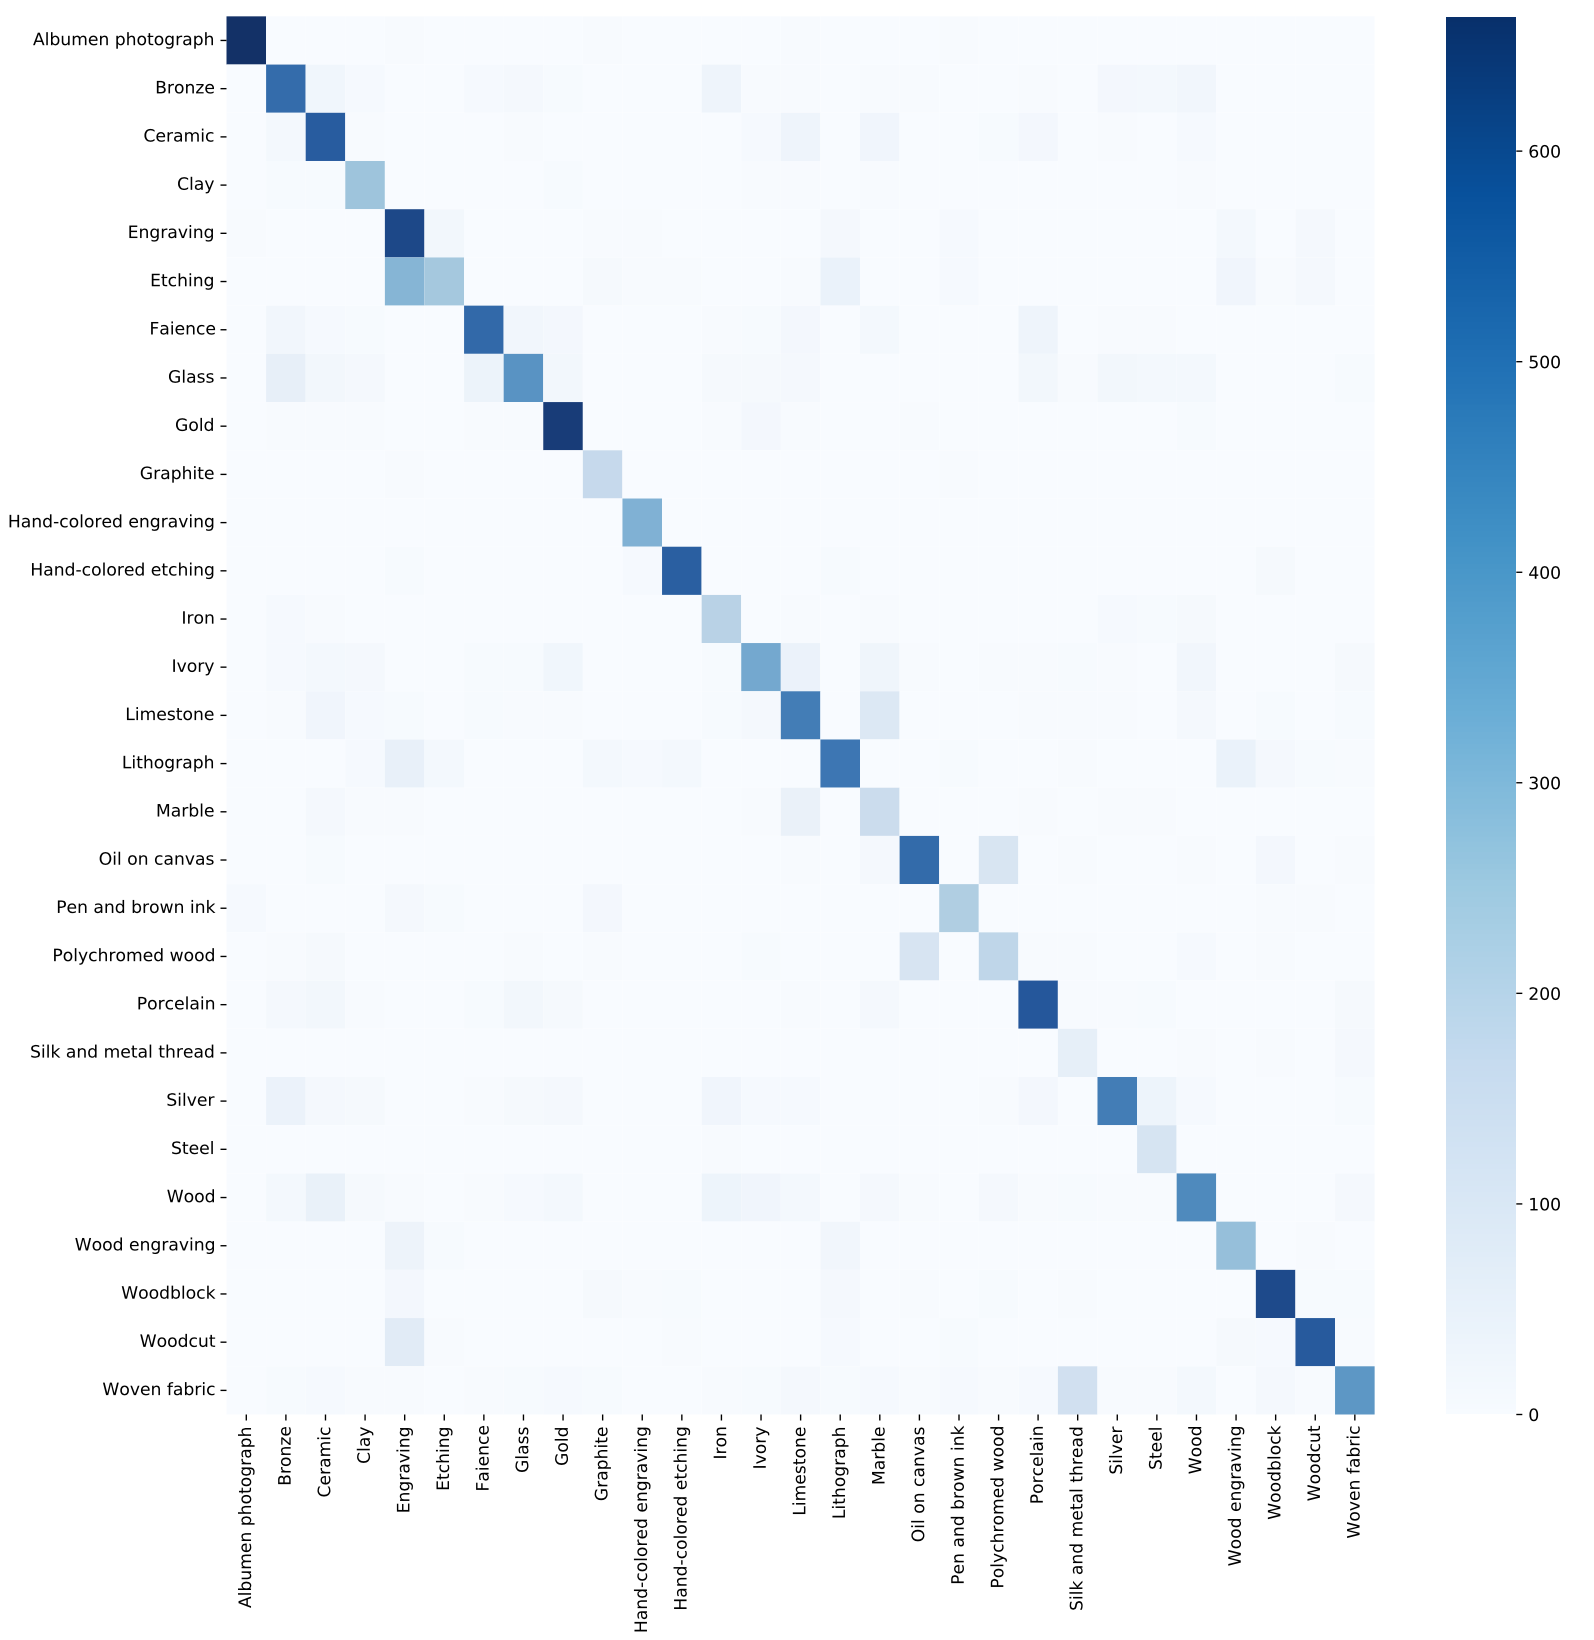 Albumen photograph
Bronze
Ceramic
Clay
Engraving
Etching
Faience
Glass
Gold
Graphite
Hand-colored engraving
Hand-colored etching
Iron
Ivory
Limestone
Lithograph
Marble
Oil on canvas
Pen and brown ink
Polychromed wood
Porcelain
Silk and metal thread
Silver
Steel
Wood
Wood engraving
Woodblock
Woodcut
Woven fabric
Albumen photograph
Bronze
Ceramic
Clay
Engraving
Etching
Faience
Glass
Gold
Graphite
Hand-colored engraving
Hand-colored etching
Iron
Ivory
Limestone
Lithograph
Marble
Oil on canvas
Pen and brown ink
Polychromed wood
Porcelain
Silk and metal thread
Silver
Steel
Wood
Wood engraving
Woodblock
Woodcut
Woven fabric
600
500
400
300
200
100
0